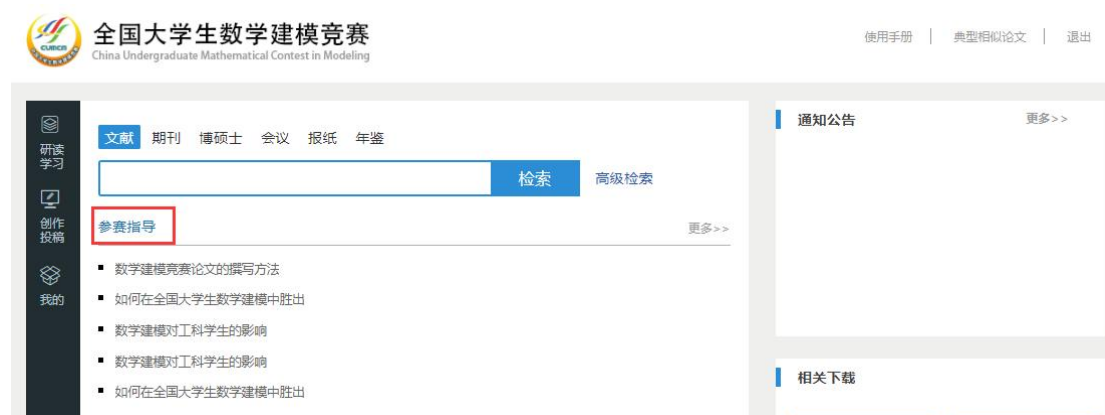 CUMCM
全国大学生数学建模竞赛
China Undergraduate Mathematical Contest in Modeling
使用手册 | 典型相似论文 | 退出
研读
学习
创作
投稿
我的
文献 期刊 博硕士 会议 报纸 年鉴
检索 高级检索
参赛指导 更多>>
数学建模竞赛论文的撰写方法
如何在全国大学生数学建模中胜出
数学建模对工科学生的影响
数学建模对工科学生的影响
如何在全国大学生数学建模中胜出
通知公告 更多>>
相关下载